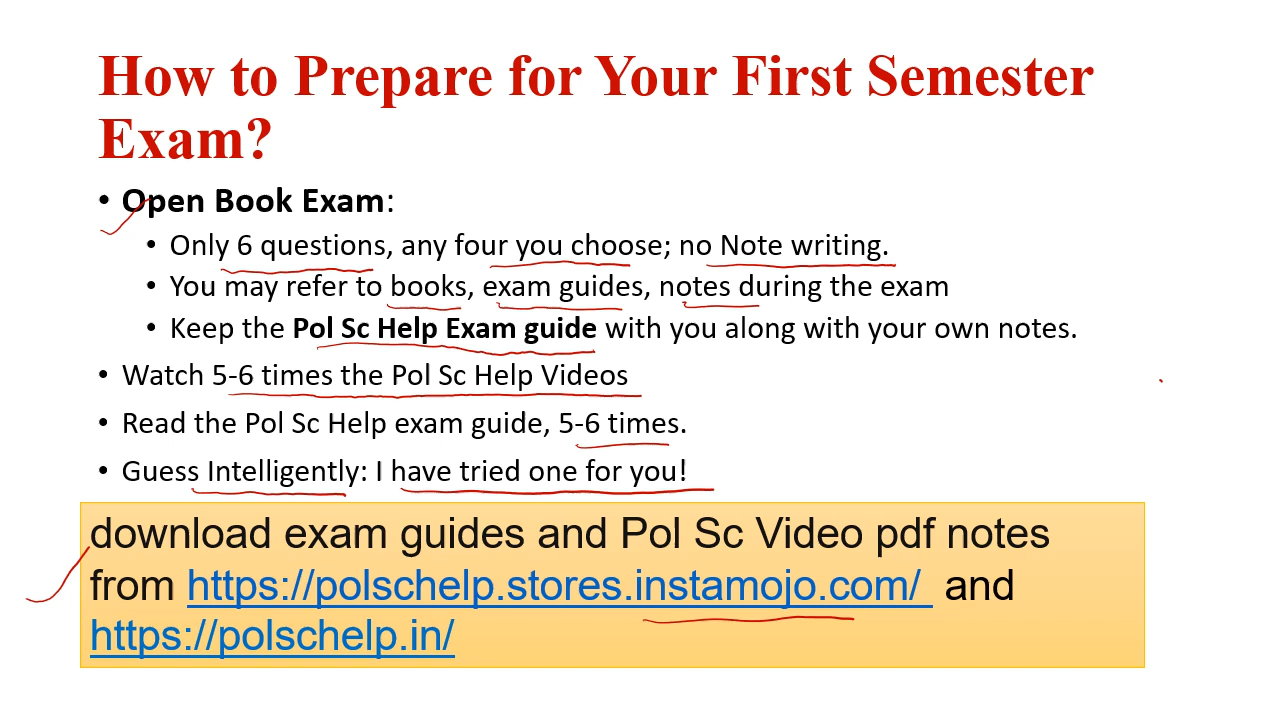 How to Prepare for Your First Semester
Exam?
• Open Book Exam:
• Only 6 questions, any four you choose; no Note writing.
• You may refer to books, exam guides, notes during the exam
• Keep the Pol Sc Help Exam guide with you along with your own notes.
• Watch 5-6 times the Pol Sc Help Videos
• Read the Pol Sc Help exam guide, 5-6 times.
• Guess Intelligently: I have tried one for you!
download exam guides and Pol Sc Video pdf notes
from https://polschelp.stores.instamojo.com/ and
https://polschelp.in/